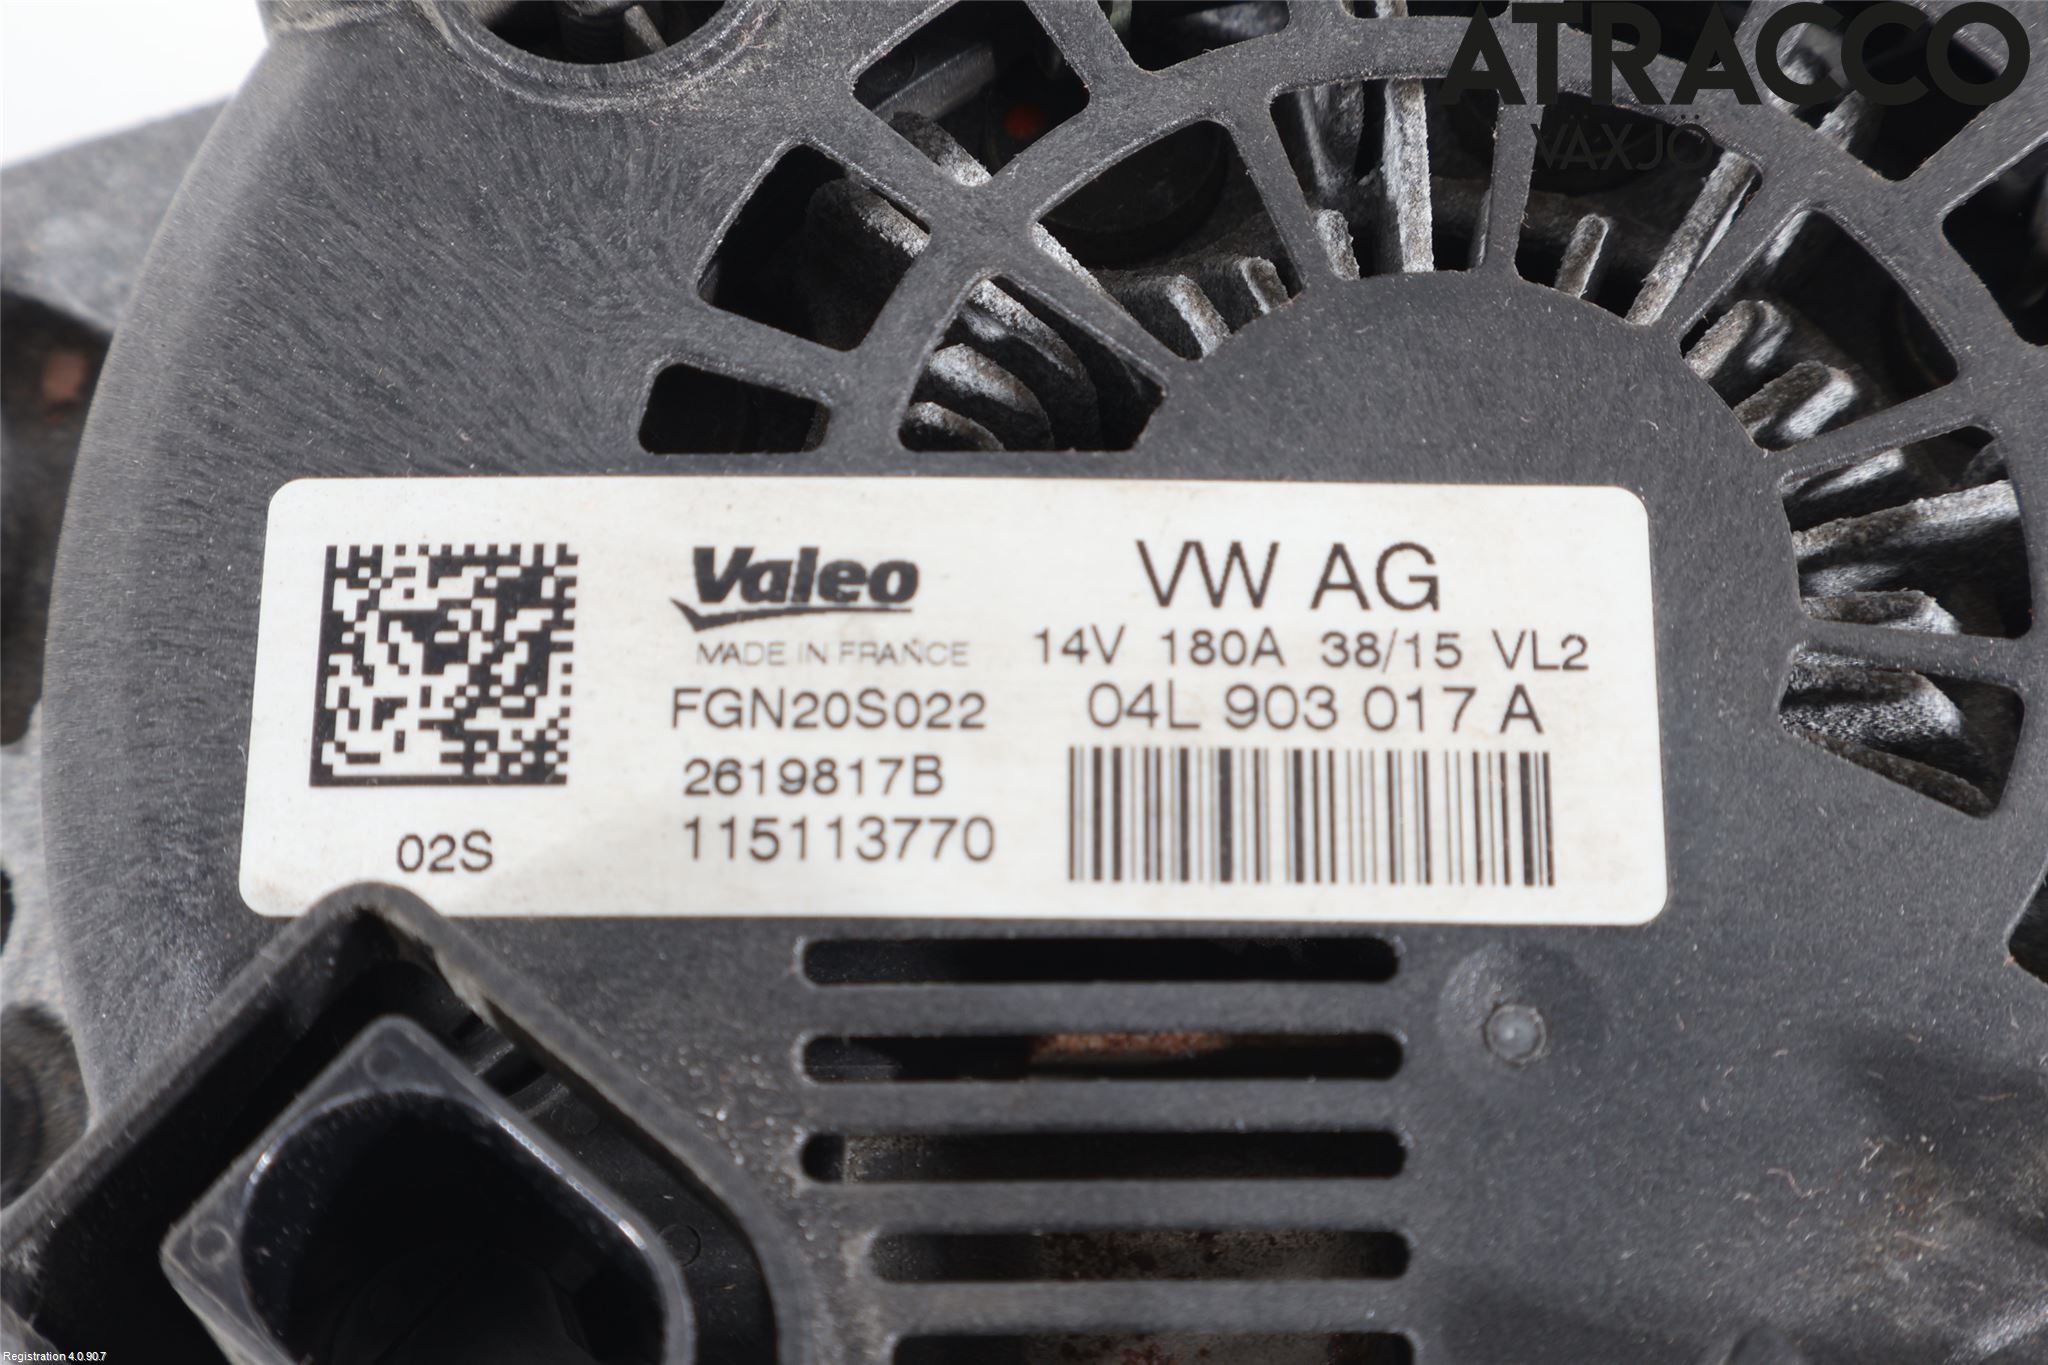 ATRACCO
VÄXJÖ
Valeo
MADE IN FRANCE
FGN20S022
2619817B
115113770
02S
VW AG
14V 180A 38/15 VL2
04L 903 017 A
Registration 4.0.90.7